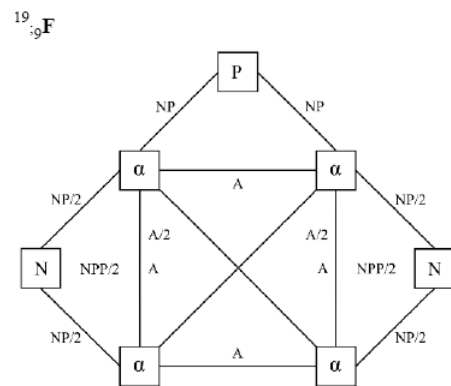 19
;9F
P
NP NP
α α
A
NP/2 NP/2
A/2 A/2
N NPP/2 A A NPP/2 N
NP/2 NP/2
A
α α